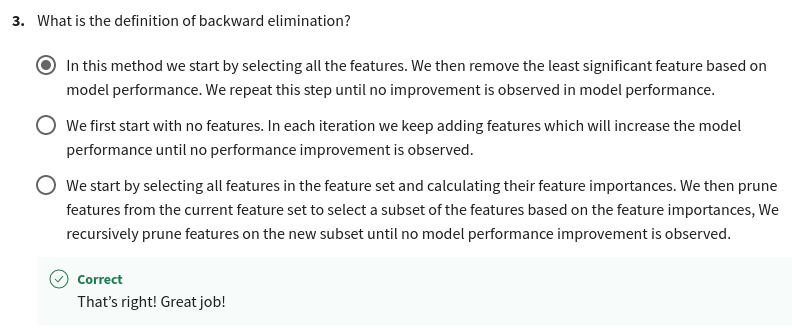 3. What is the definition of backward elimination?
In this method we start by selecting all the features. We then remove the least significant feature based on
model performance. We repeat this step until no improvement is observed in model performance.
We first start with no features. In each iteration we keep adding features which will increase the model
performance until no performance improvement is observed.
We start by selecting all features in the feature set and calculating their feature importances. We then prune
features from the current feature set to select a subset of the features based on the feature importances, We
recursively prune features on the new subset until no model performance improvement is observed.
Correct
That’s right! Great job!